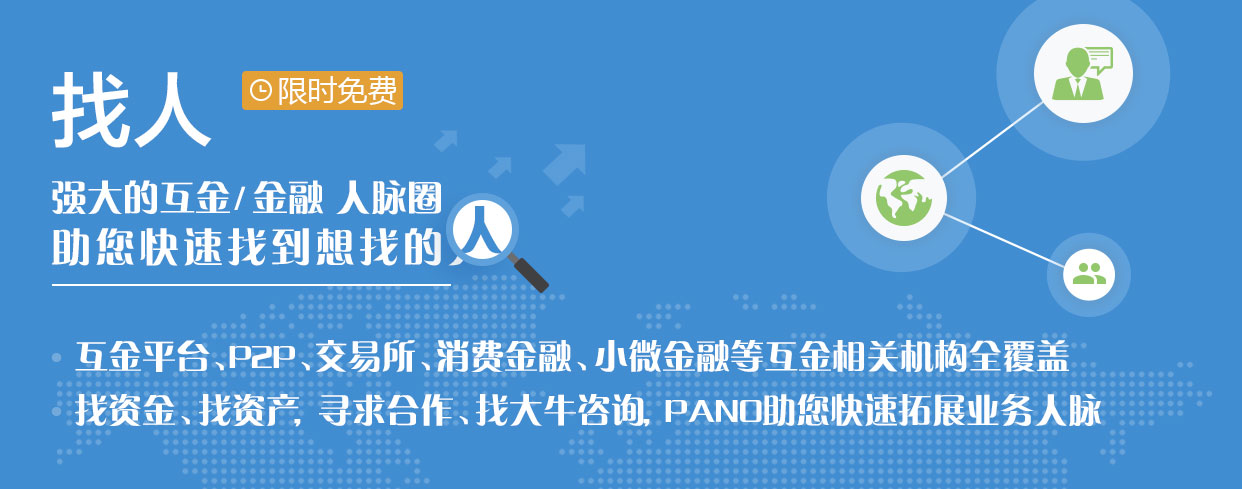 找人
限时免费
强大的互金/金融 人脉圈
助您快速找到想找的人
互金平台、P2P、交易所、消费金融、小微金融等互金相关机构全覆盖
找资金、找资产, 寻求合作、找大牛咨询, PANO助您快速拓展业务人脉